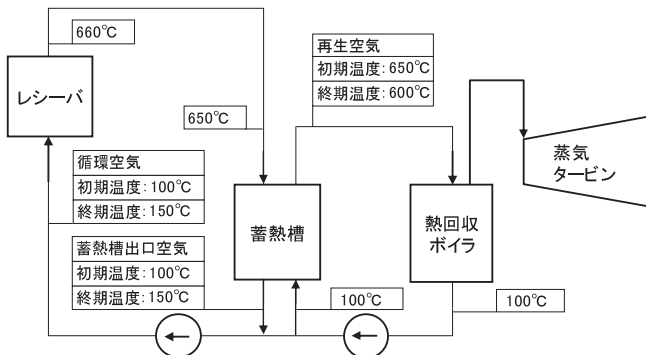 660℃
レシーバ
再生空気
初期温度:650℃
終期温度:600℃
650℃
循環空気
初期温度:100℃
終期温度:150℃
蓄熱槽
熱回収
ボイラ
蒸気
タービン
蓄熱槽出口空気
初期温度:100℃
終期温度:150℃
100℃
100℃